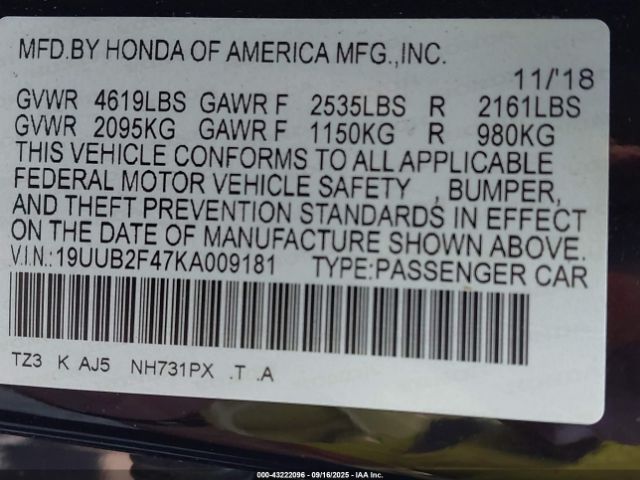 MFD.BY HONDA OF AMERICA MFG.,INC.
11/'18
GVWR 4619LBS GAWR F 2535LBS R 2161LBS
GVWR 2095KG GAWR F 1150KG R 980KG
THIS VEHICLE CONFORMS TO ALL APPLICABLE
FEDERAL MOTOR VEHICLE SAFETY , BUMPER,
AND THEFT PREVENTION STANDARDS IN EFFECT
ON THE DATE OF MANUFACTURE SHOWN ABOVE.
V.I.N.:19UUB2F47KA009181 TYPE:PASSENGER CAR
TZ3 K AJ5 NH731PX .T .A
000-43222096 - 09/16/2025 - IAAI.COM